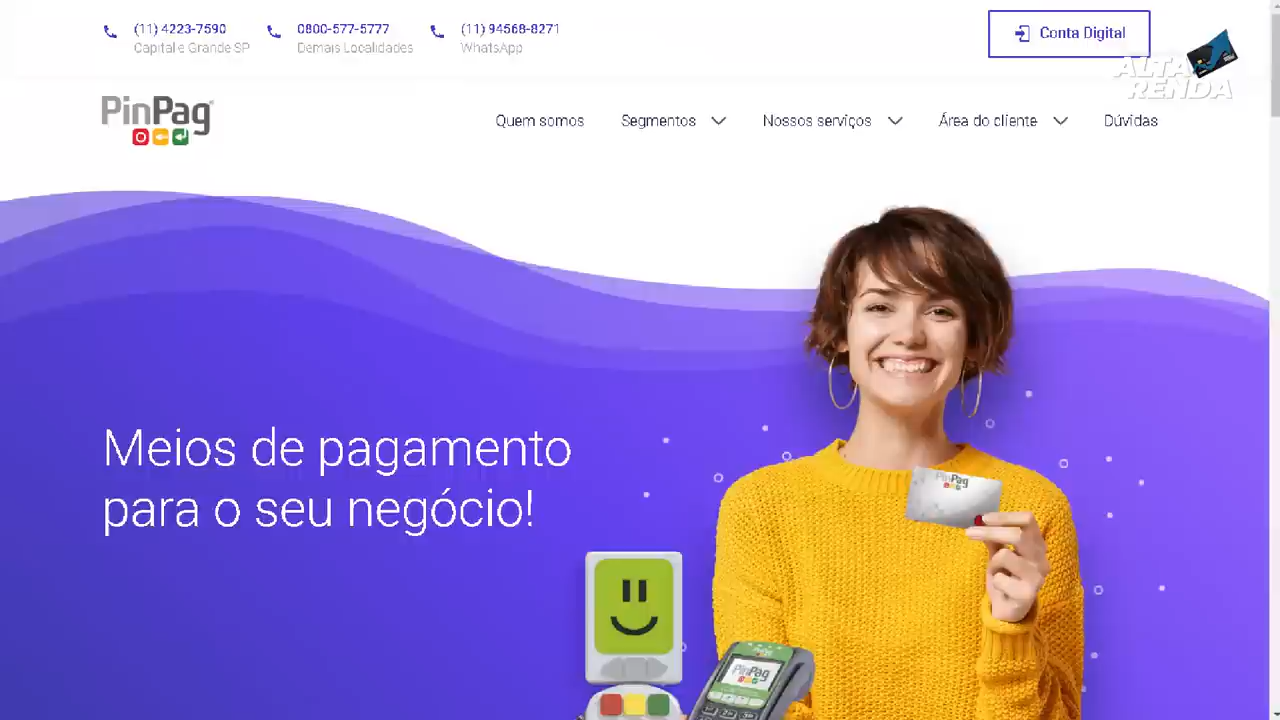 (11) 4223-7590
Capital e Grande SP
0800-577-5777
Demais Localidades
(11) 94568-8271
WhatsApp
Conta Digital
ALTA
RENDA
PinPag
Quem somos
Segmentos
Nossos serviços
Área do cliente
Dúvidas
Meios de pagamento
para o seu negócio!
PinPag
PinPag